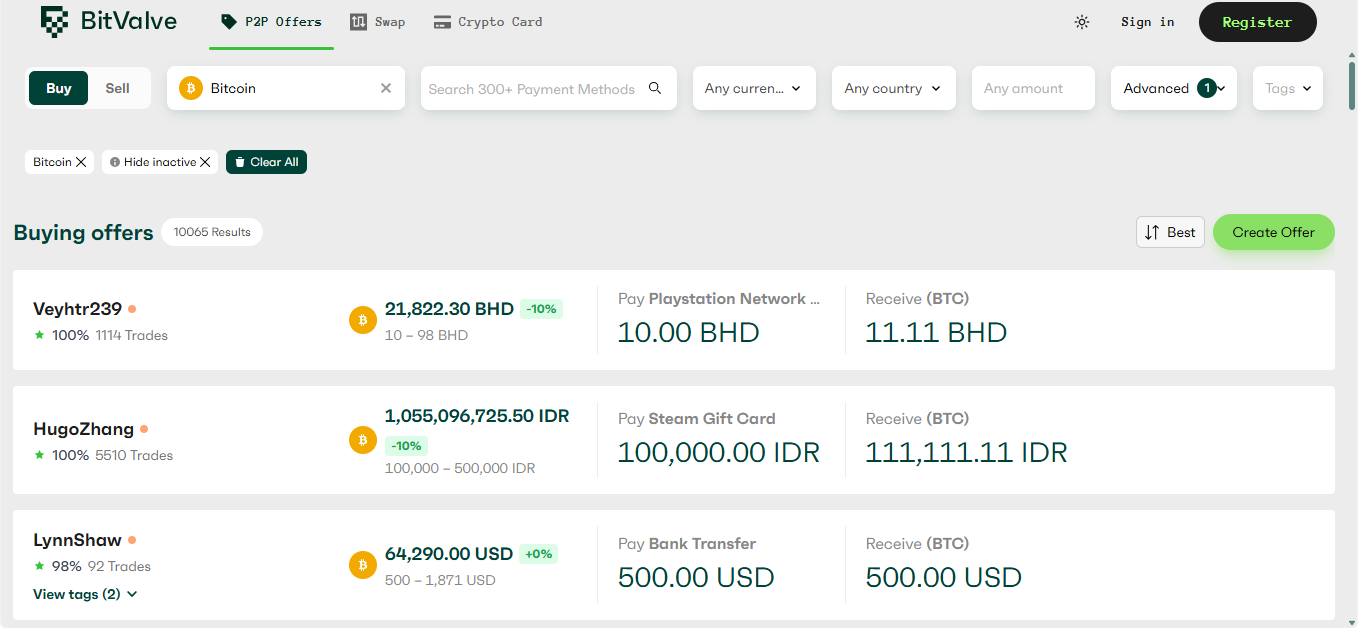 BitValve P2P Offers Swap Crypto Card Sign in Register
Buy Sell Bitcoin Search 300+ Payment Methods Any curren... Any country Any amount Advanced 1 Tags
Bitcoin Hide inactive Clear All
Buying offers 10065 Results Best Create Offer
Veyhtr239
100% 1114 Trades
21,822.30 BHD -10%
10 – 98 BHD
Pay Playstation Network ...
10.00 BHD
Receive (BTC)
11.11 BHD
HugoZhang
100% 5510 Trades
1,055,096,725.50 IDR
-10%
100,000 – 500,000 IDR
Pay Steam Gift Card
100,000.00 IDR
Receive (BTC)
111,111.11 IDR
LynnShaw
98% 92 Trades
View tags (2)
64,290.00 USD +0%
500 – 1,871 USD
Pay Bank Transfer
500.00 USD
Receive (BTC)
500.00 USD